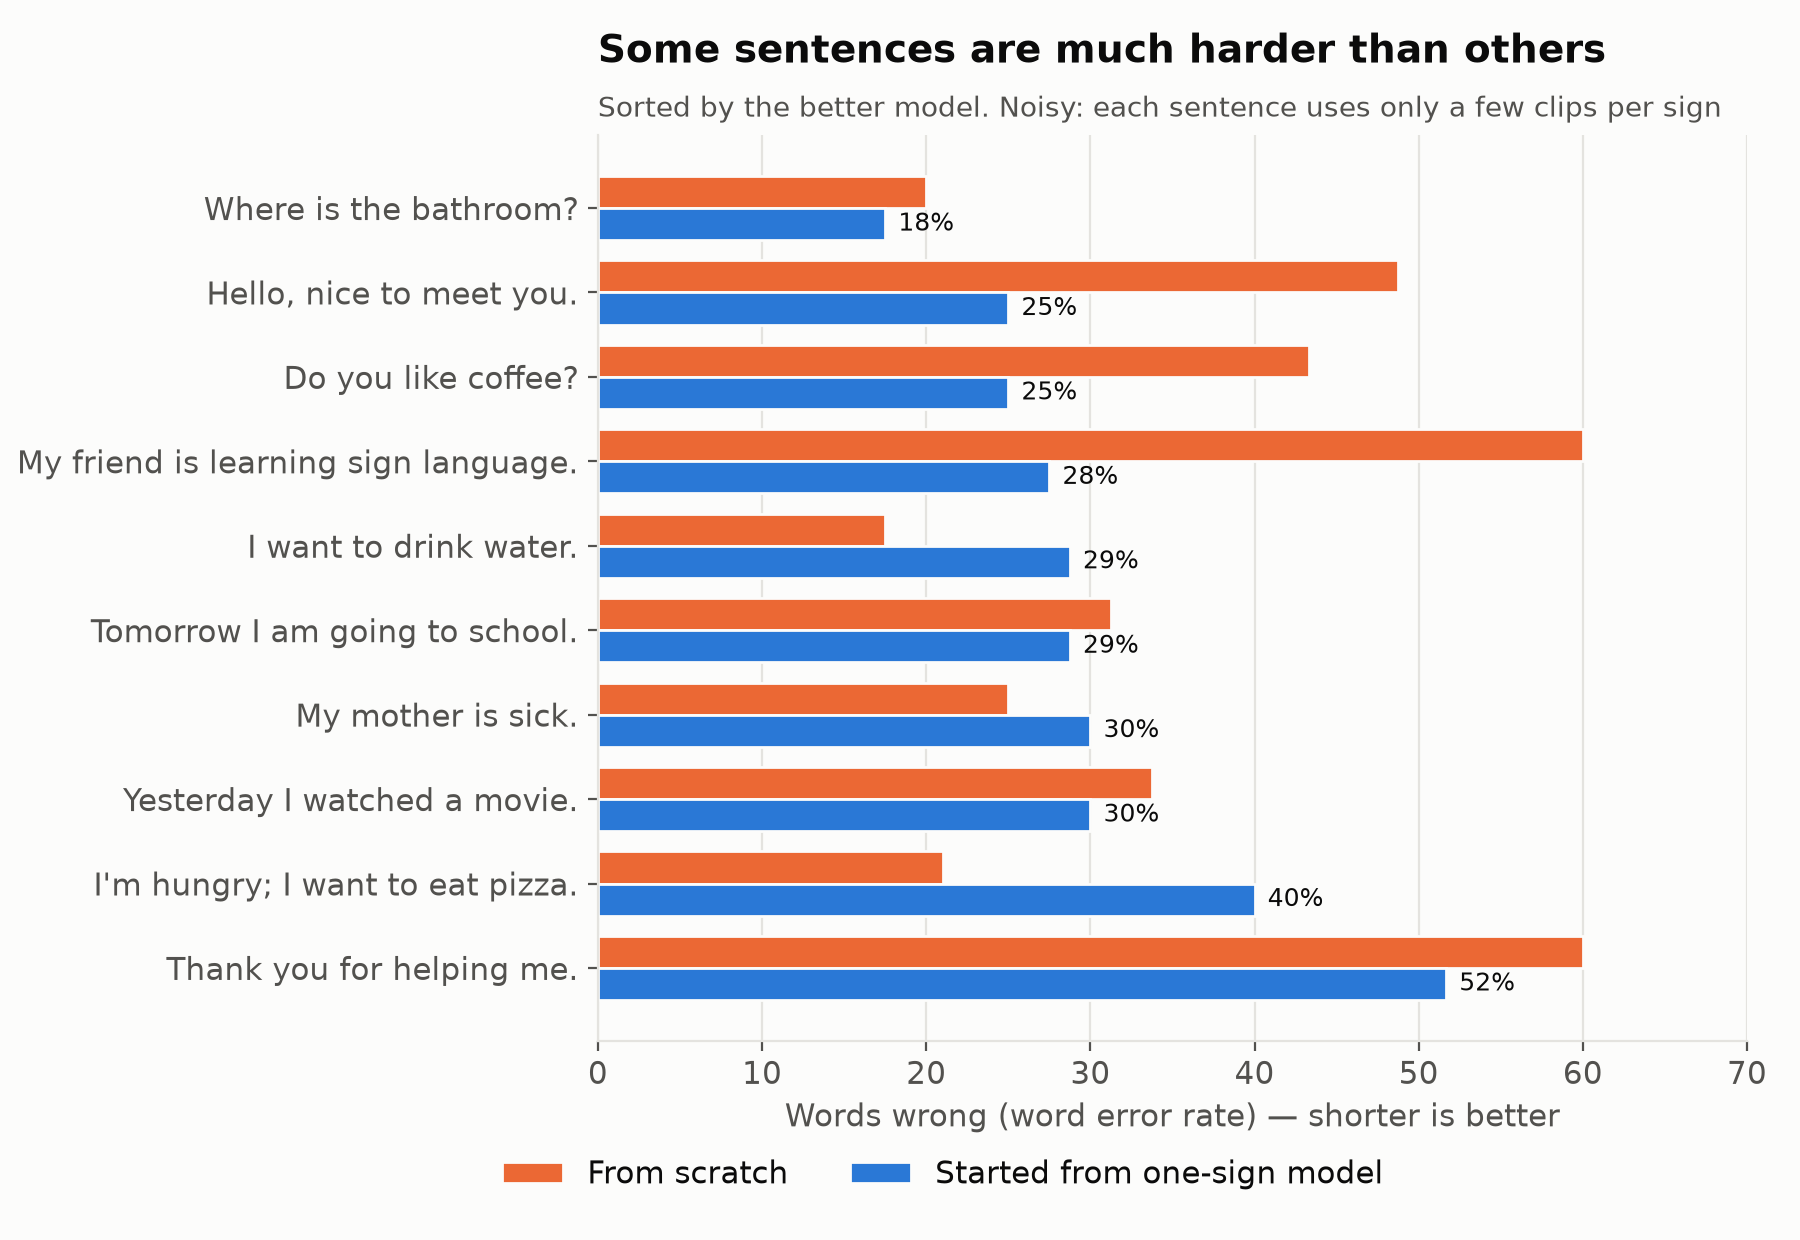 Some sentences are much harder than others
Sorted by the better model. Noisy: each sentence uses only a few clips per sign
Where is the bathroom?
18%
Hello, nice to meet you.
25%
Do you like coffee?
25%
My friend is learning sign language.
28%
I want to drink water.
29%
Tomorrow I am going to school.
29%
My mother is sick.
30%
Yesterday I watched a movie.
30%
I'm hungry; I want to eat pizza.
40%
Thank you for helping me.
52%
0 10 20 30 40 50 60 70
Words wrong (word error rate) — shorter is better
From scratch Started from one-sign model